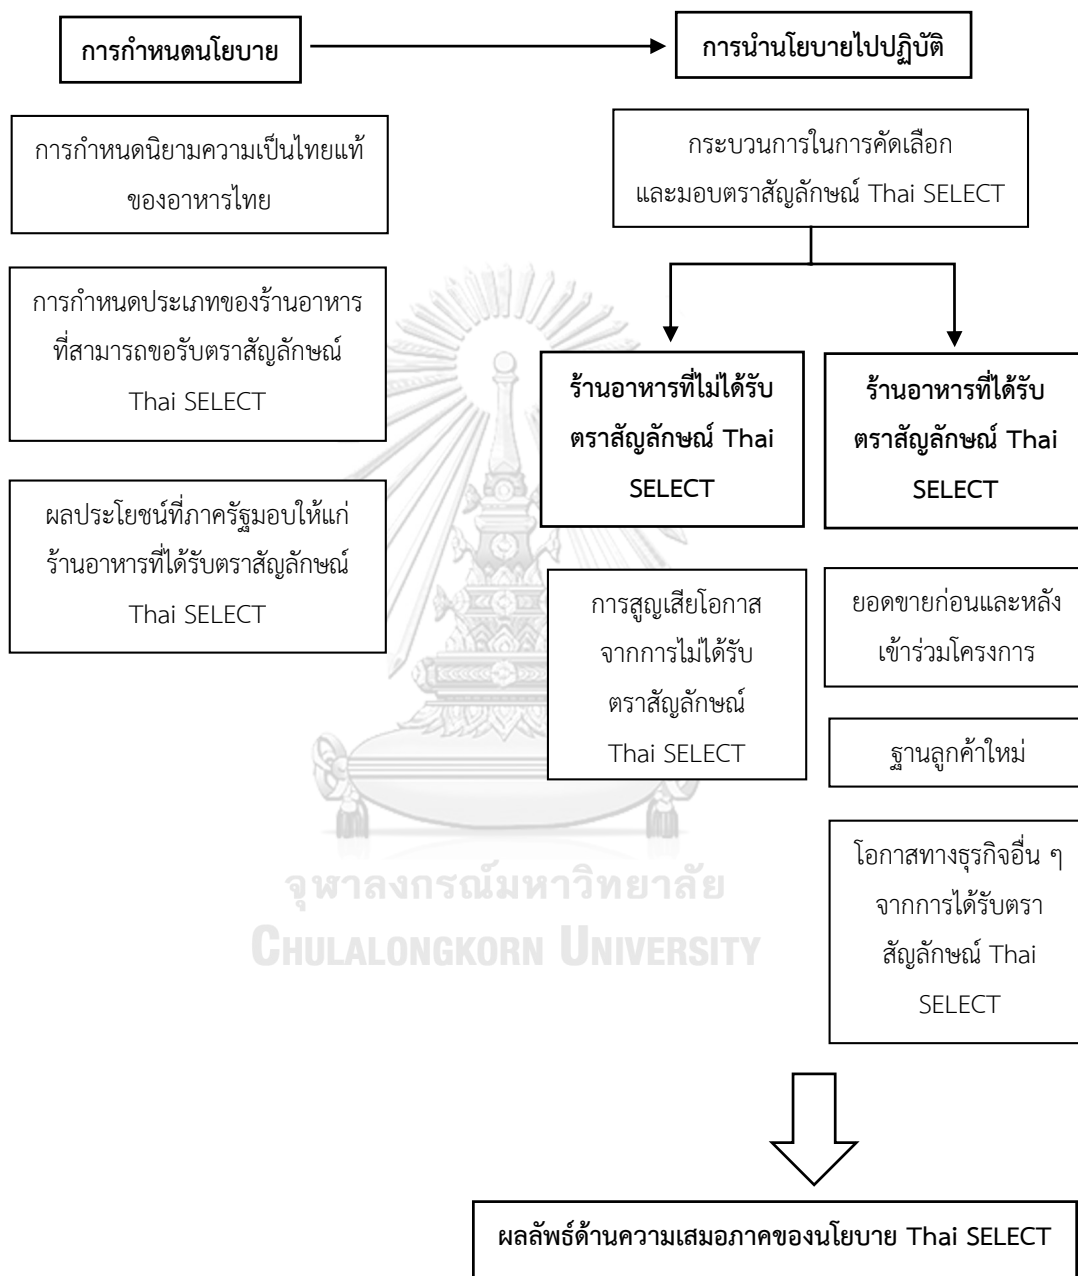 การกำหนดนโยบาย
การนำนโยบายไปปฏิบัติ
การกำหนดนิยามความเป็นไทยแท้
ของอาหารไทย
กระบวนการในการคัดเลือก
และมอบตราสัญลักษณ์ Thai SELECT
การกำหนดประเภทของร้านอาหาร
ที่สามารถขอรับตราสัญลักษณ์
Thai SELECT
ร้านอาหารที่ไม่ได้รับ
ตราสัญลักษณ์ Thai
SELECT
ร้านอาหารที่ได้รับ
ตราสัญลักษณ์ Thai
SELECT
ผลประโยชน์ที่ภาครัฐมอบให้แก่
ร้านอาหารที่ได้รับตราสัญลักษณ์
Thai SELECT
การสูญเสียโอกาส
จากการไม่ได้รับ
ตราสัญลักษณ์
Thai SELECT
ยอดขายก่อนและหลัง
เข้าร่วมโครงการ
ฐานลูกค้าใหม่
โอกาสทางธุรกิจอื่น ๆ
จากการได้รับตรา
สัญลักษณ์ Thai
SELECT
จุฬาลงกรณ์มหาวิทยาลัย
CHULALONGKORN UNIVERSITY
ผลลัพธ์ด้านความเสมอภาคของนโยบาย Thai SELECT